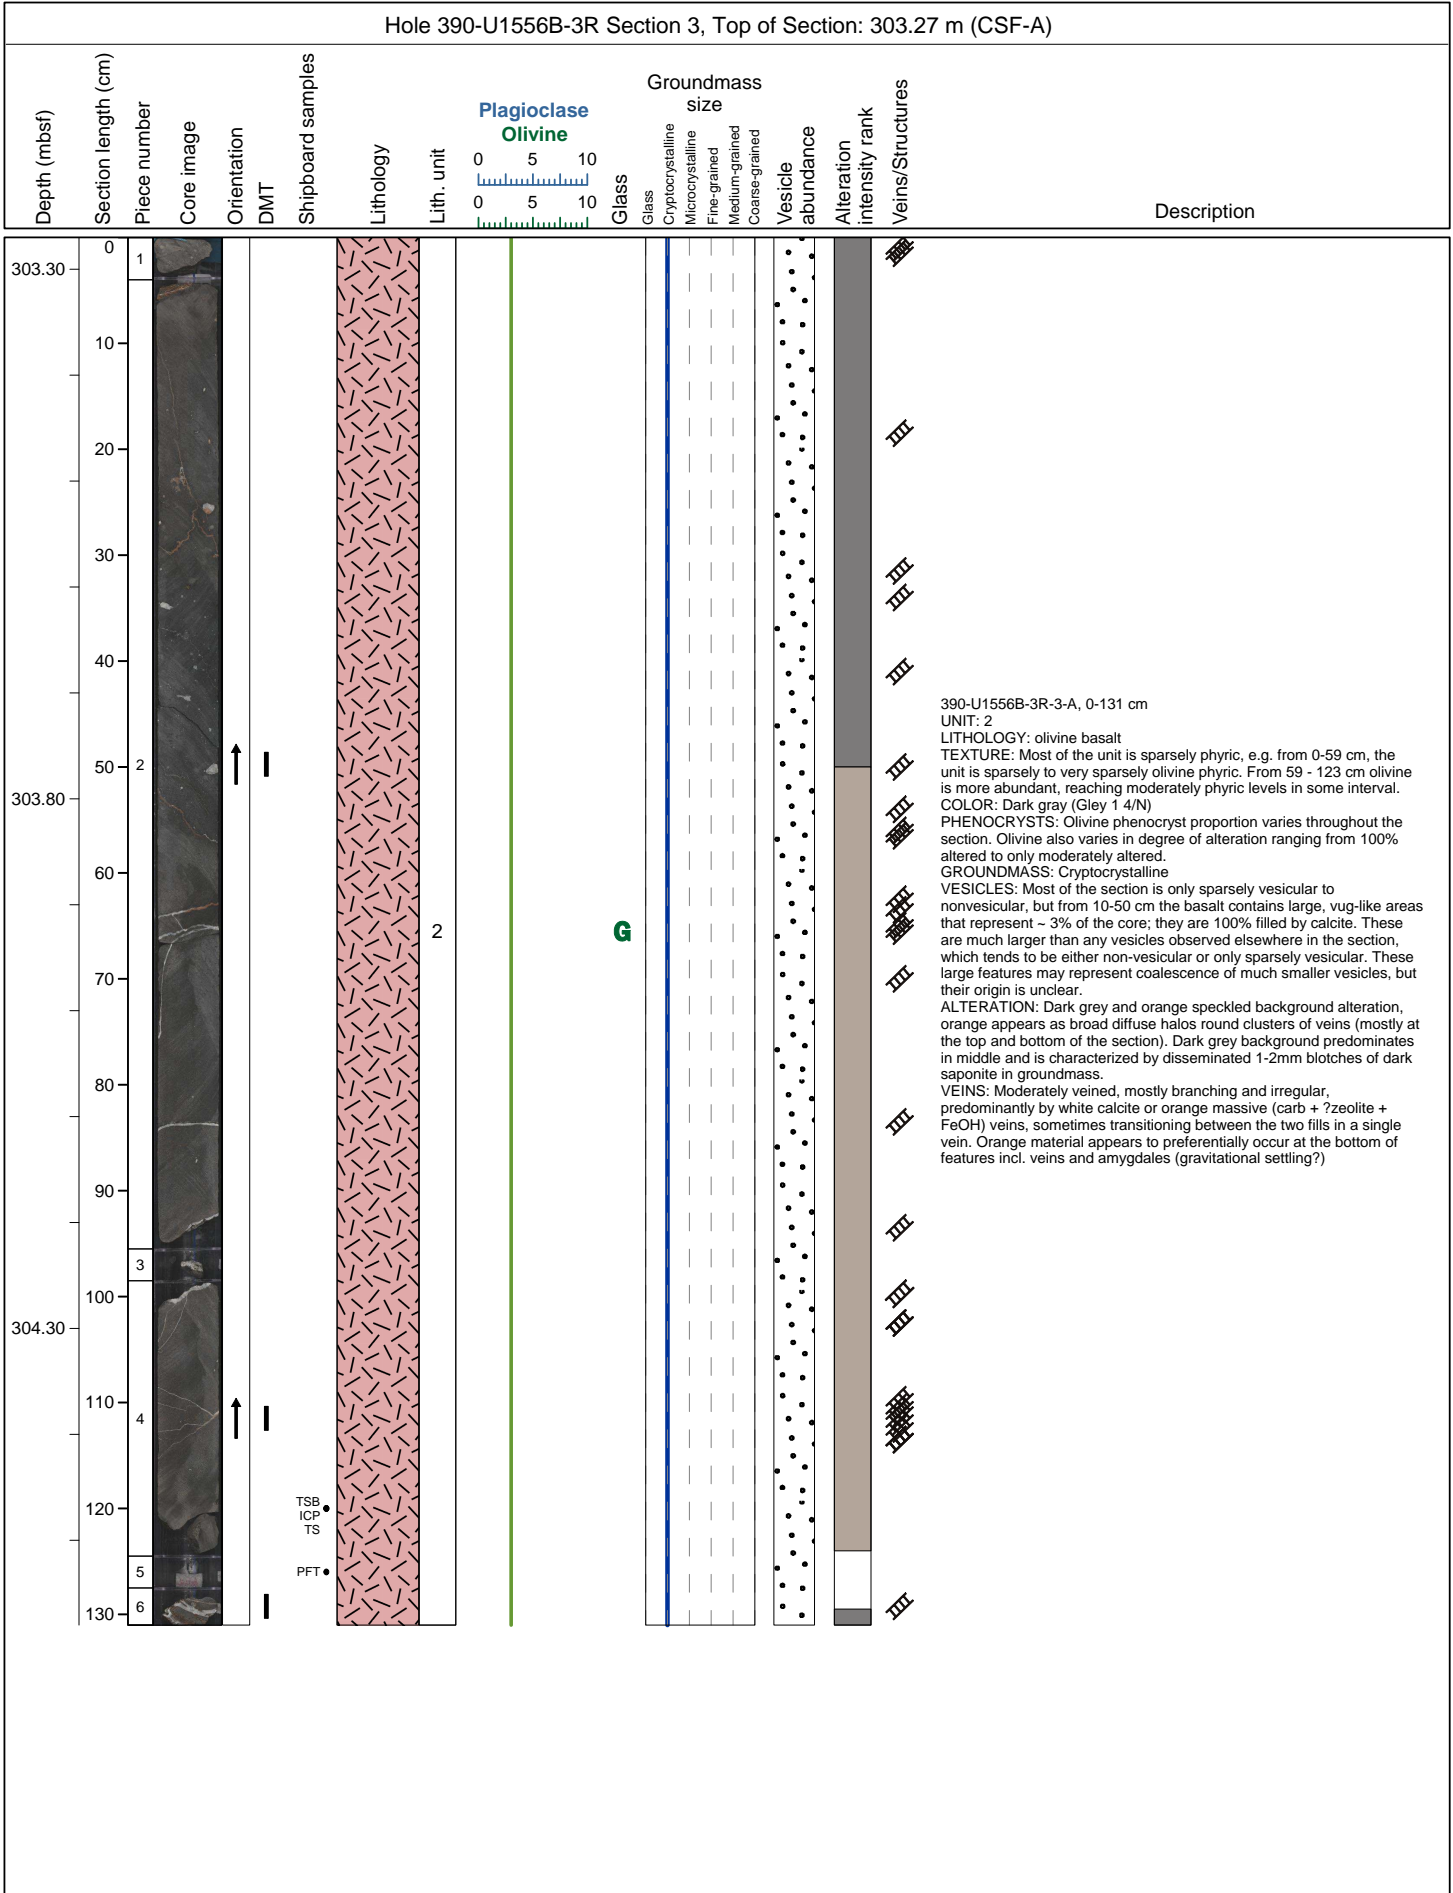 Hole 390-U1556B-3R Section 3, Top of Section: 303.27 m (CSF-A)
Depth (mbsf)
Section length (cm)
Piece number
Core image
Orientation
DMT
Shipboard samples
Lithology
Lith. unit
Plagioclase
Olivine
0 5 10
0 5 10
Glass
Groundmass
size
Glass
Cryptocrystalline
Microcrystalline
Fine-grained
Medium-grained
Coarse-grained
Vesicle
abundance
Alteration
intensity rank
Veins/Structures
Description
303.30
303.80
304.30
0
10
20
30
40
50
60
70
80
90
100
110
120
130
1
2
3
4
5
6
TSB
ICP
TS
PFT
2
G
390-U1556B-3R-3-A, 0-131 cm
UNIT: 2
LITHOLOGY: olivine basalt
TEXTURE: Most of the unit is sparsely phyric, e.g. from 0-59 cm, the
unit is sparsely to very sparsely olivine phyric. From 59 - 123 cm olivine
is more abundant, reaching moderately phyric levels in some interval.
COLOR: Dark gray (Gley 1 4/N)
PHENOCRYSTS: Olivine phenocryst proportion varies throughout the
section. Olivine also varies in degree of alteration ranging from 100%
altered to only moderately altered.
GROUNDMASS: Cryptocrystalline
VESICLES: Most of the section is only sparsely vesicular to
nonvesicular, but from 10-50 cm the basalt contains large, vug-like areas
that represent ~ 3% of the core; they are 100% filled by calcite. These
are much larger than any vesicles observed elsewhere in the section,
which tends to be either non-vesicular or only sparsely vesicular. These
large features may represent coalescence of much smaller vesicles, but
their origin is unclear.
ALTERATION: Dark grey and orange speckled background alteration,
orange appears as broad diffuse halos round clusters of veins (mostly at
the top and bottom of the section). Dark grey background predominates
in middle and is characterized by disseminated 1-2mm blotches of dark
saponite in groundmass.
VEINS: Moderately veined, mostly branching and irregular,
predominantly by white calcite or orange massive (carb + ?zeolite +
FeOH) veins, sometimes transitioning between the two fills in a single
vein. Orange material appears to preferentially occur at the bottom of
features incl. veins and amygdales (gravitational settling?)